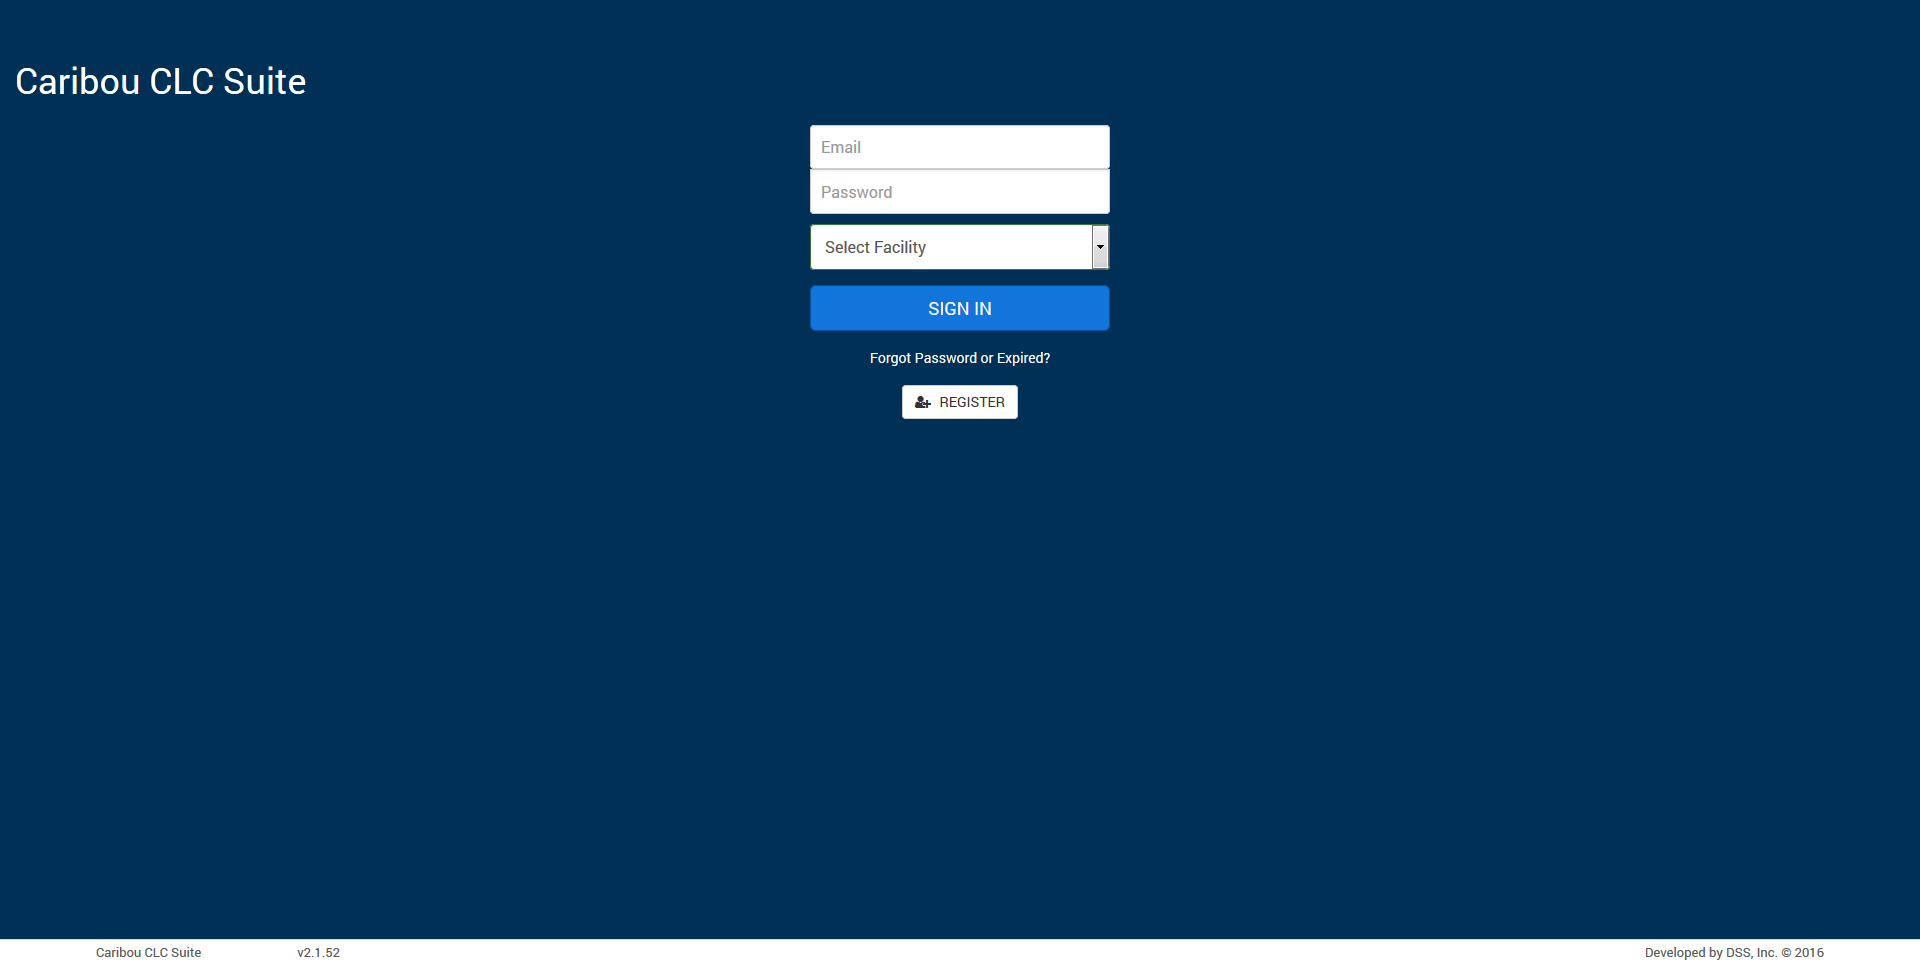 Caribou CLC Suite
Email
Password
Select Facility
SIGN IN
Forgot Password or Expired?
REGISTER
Caribou CLC Suite v2.1.52 Developed by DSS, Inc. © 2016